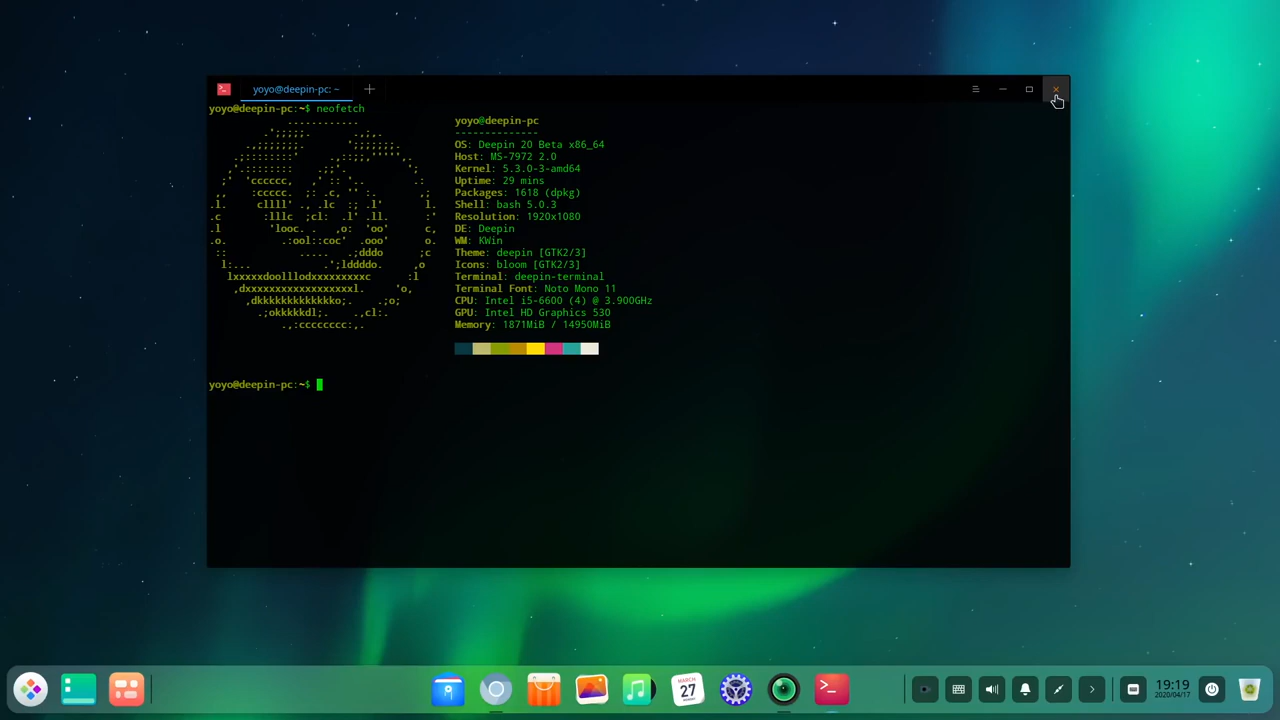 yoyo@deepin-pc: ~
yoyo@deepin-pc:~$ neofetch
yoyo@deepin-pc
--------------
OS: Deepin 20 Beta x86_64
Host: MS-7972 2.0
Kernel: 5.3.0-3-amd64
Uptime: 29 mins
Packages: 1618 (dpkg)
Shell: bash 5.0.3
Resolution: 1920x1080
DE: Deepin
WM: KWin
Theme: deepin [GTK2/3]
Icons: bloom [GTK2/3]
Terminal: deepin-terminal
Terminal Font: Noto Mono 11
CPU: Intel i5-6600 (4) @ 3.900GHz
GPU: Intel HD Graphics 530
Memory: 1871MiB / 14950MiB
yoyo@deepin-pc:~$
MARCH
27
19:19
2020/04/17